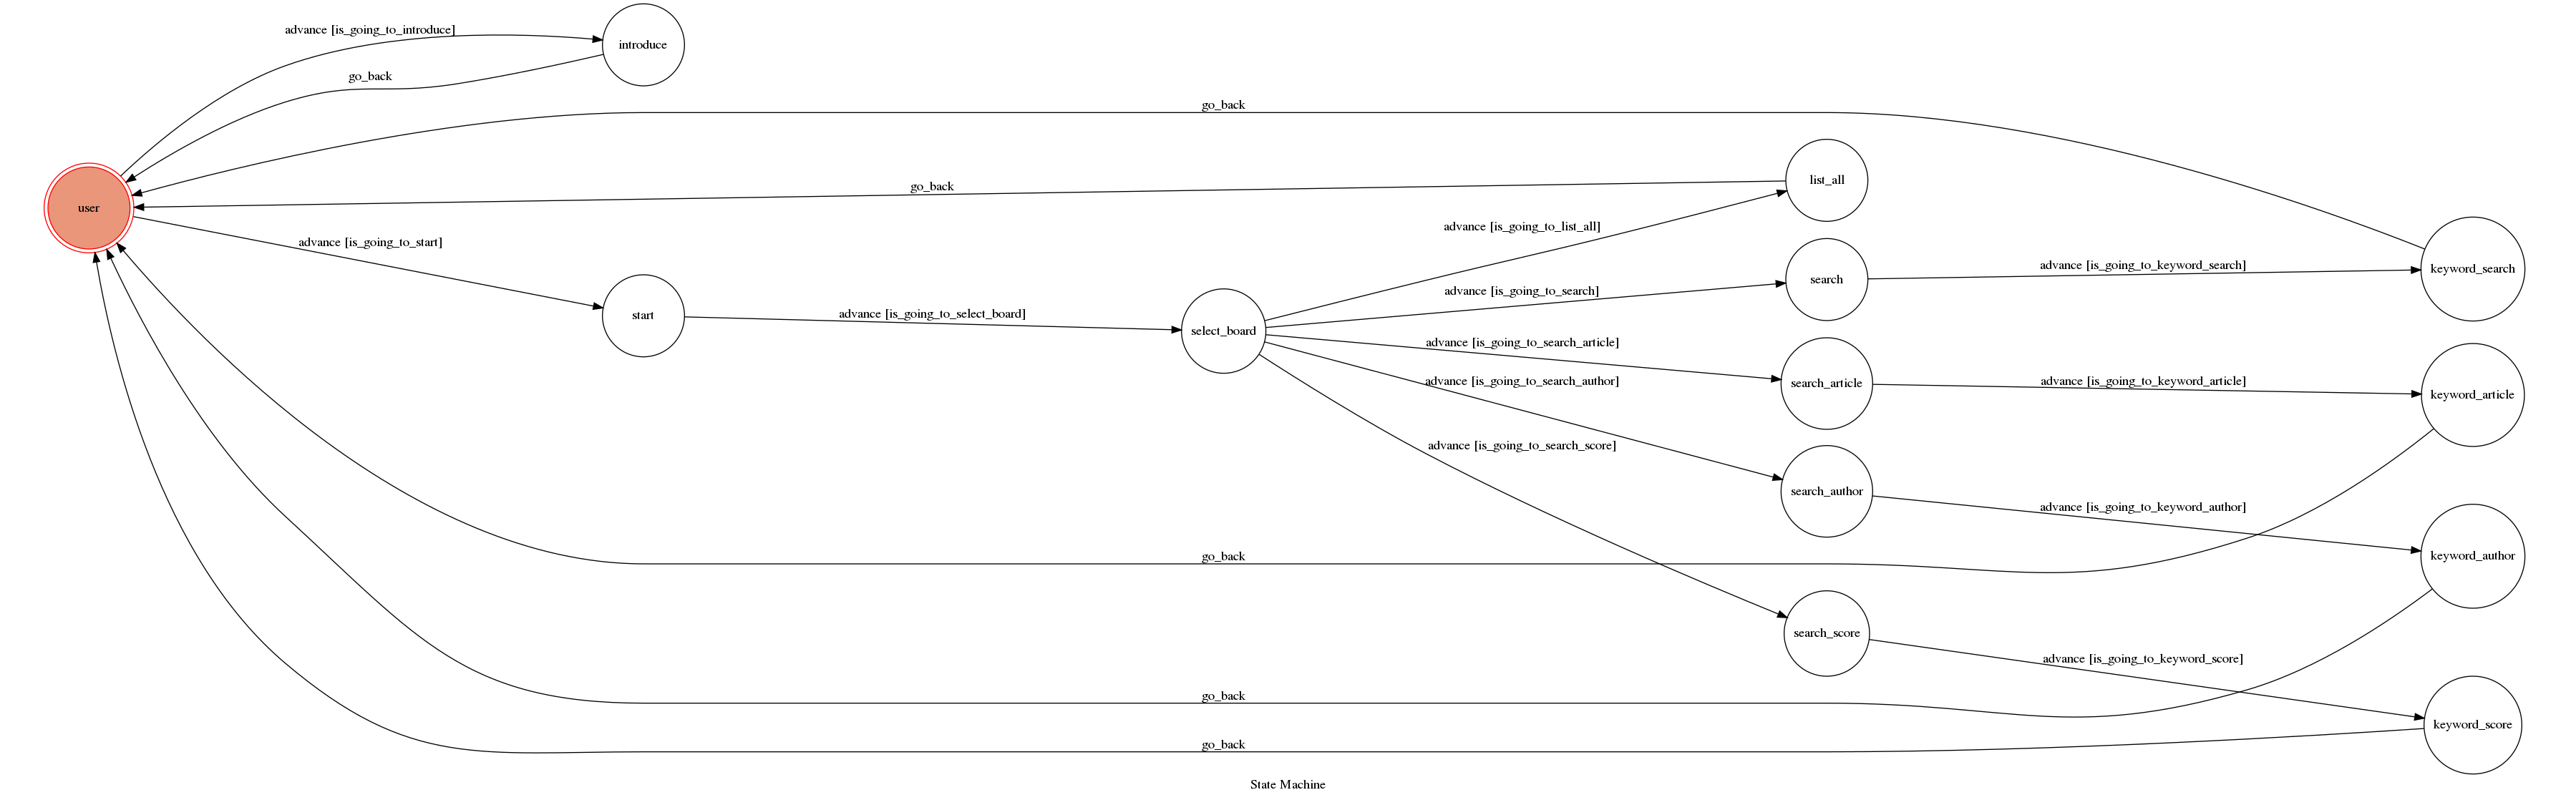 advance [is_going_to_introduce]
introduce
go_back
go_back
list_all
go_back
user
advance [is_going_to_list_all]
advance [is_going_to_start]
keyword_search
advance [is_going_to_keyword_search]
search
advance [is_going_to_search]
start
advance [is_going_to_select_board]
select_board
advance [is_going_to_search_article]
advance [is_going_to_search_author]
search_article
advance [is_going_to_keyword_article]
keyword_article
advance [is_going_to_search_score]
search_author
advance [is_going_to_keyword_author]
go_back
keyword_author
search_score
advance [is_going_to_keyword_score]
go_back
keyword_score
go_back
State Machine